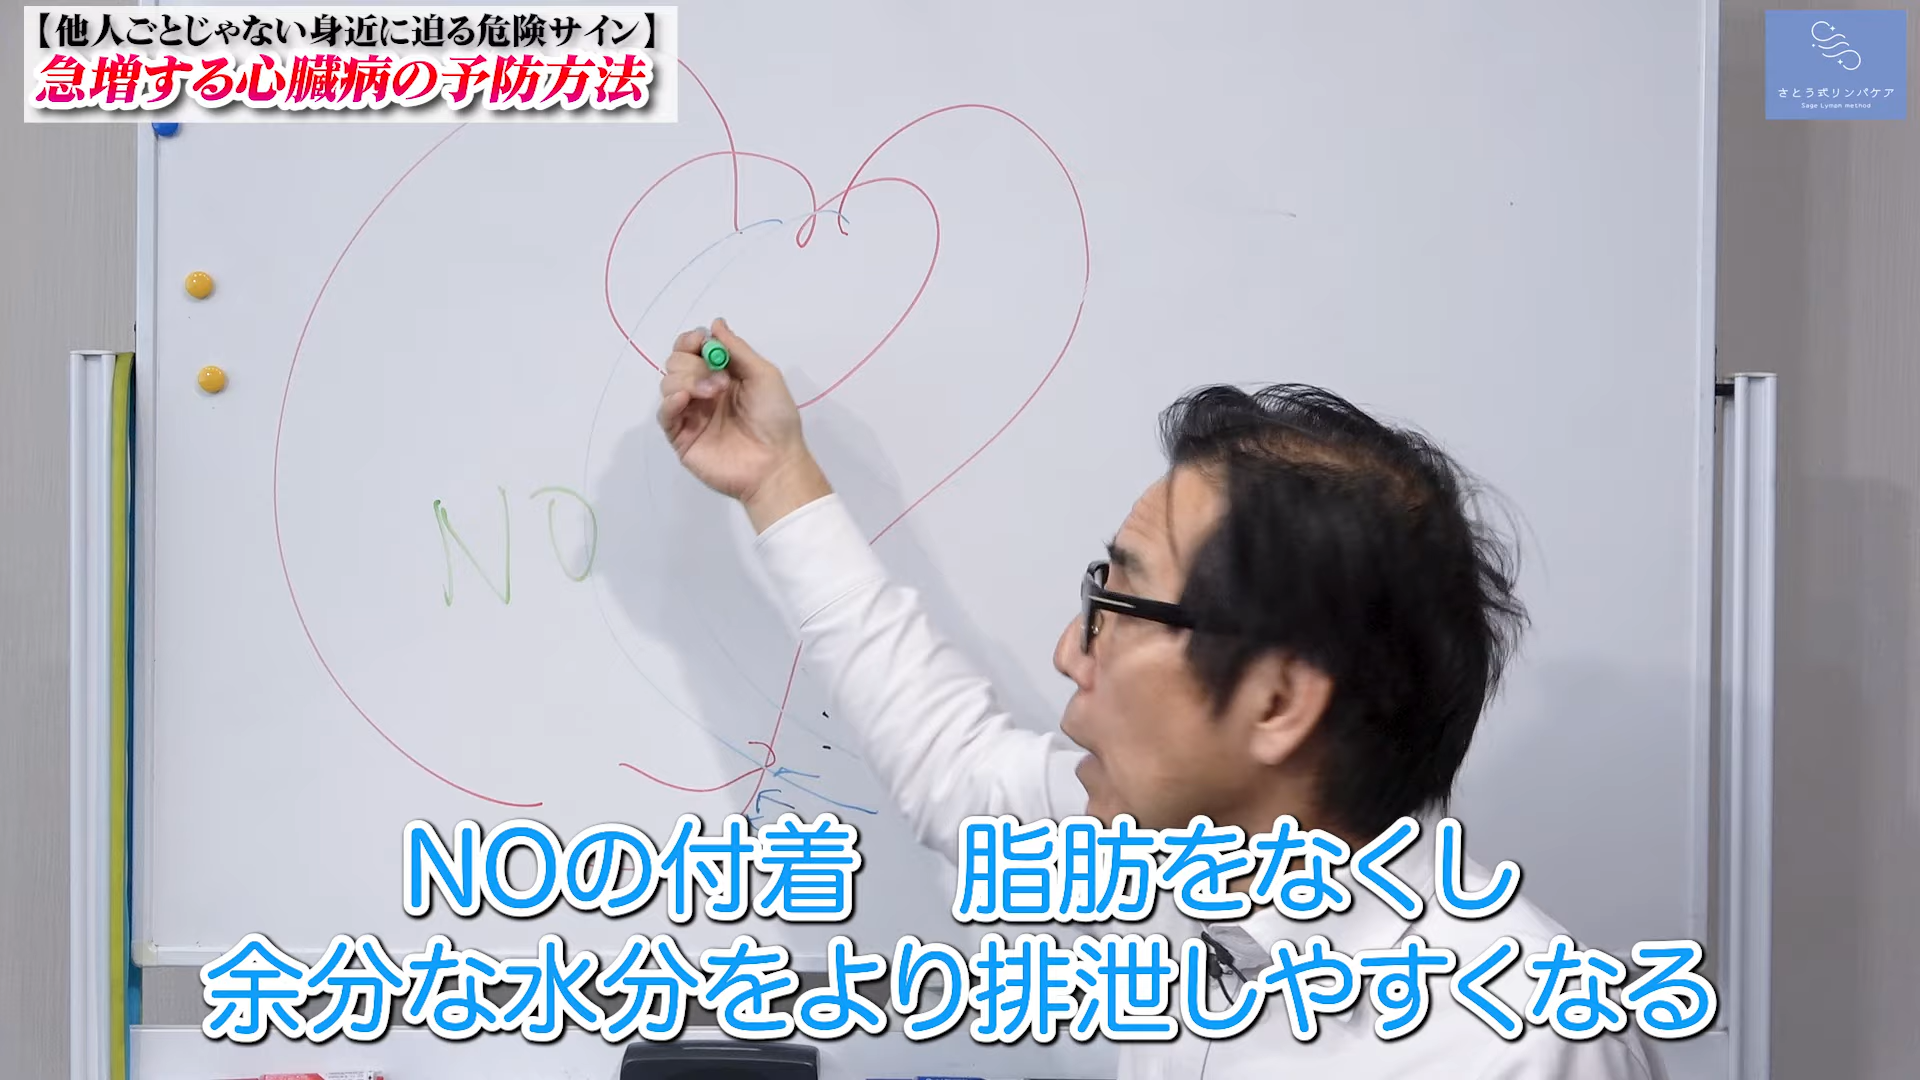 【他人ごとじゃない身近に迫る危険サイン】
急増する心臓病の予防方法
さとう式リンパケア
Sago Lymph method
NO
NOの付着 脂肪をなくし
余分な水分をより排泄しやすくなる